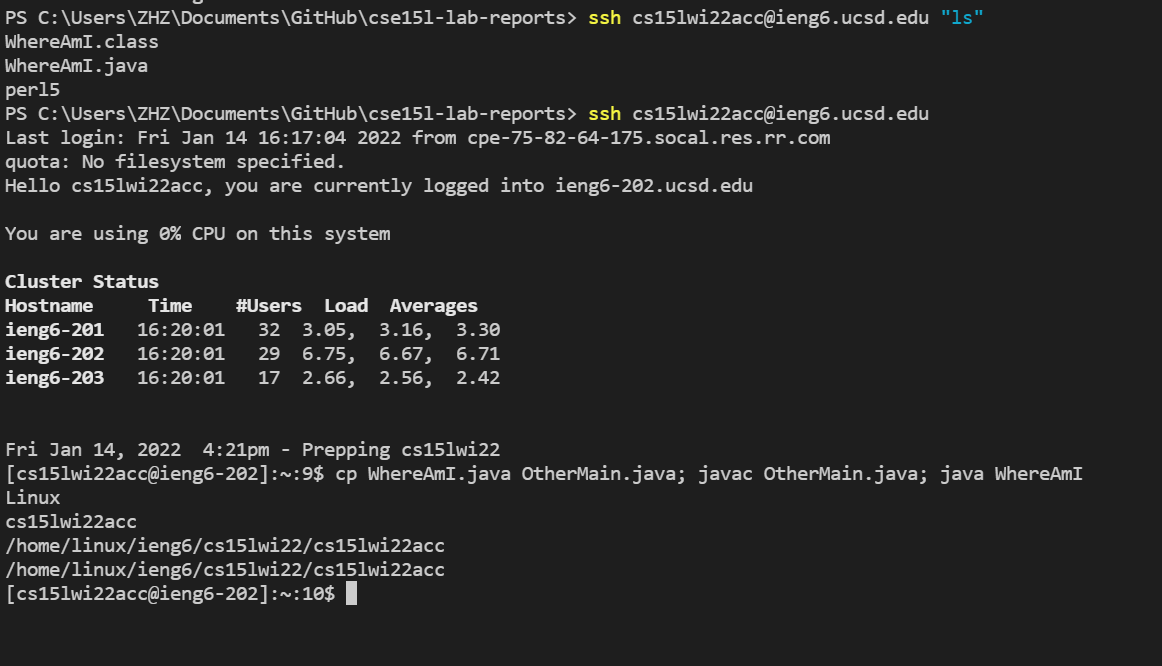 PS C:\Users\ZHZ\Documents\GitHub\cse15l-lab-reports> ssh cs15lwi22acc@ieng6.ucsd.edu "ls"
WhereAmI.class
WhereAmI.java
perl5
PS C:\Users\ZHZ\Documents\GitHub\cse15l-lab-reports> ssh cs15lwi22acc@ieng6.ucsd.edu
Last login: Fri Jan 14 16:17:04 2022 from cpe-75-82-64-175.socal.res.rr.com
quota: No filesystem specified.
Hello cs15lwi22acc, you are currently logged into ieng6-202.ucsd.edu
You are using 0% CPU on this system
Cluster Status
Hostname     Time    #Users  Load  Averages
ieng6-201   16:20:01   32  3.05,  3.16,  3.30
ieng6-202   16:20:01   29  6.75,  6.67,  6.71
ieng6-203   16:20:01   17  2.66,  2.56,  2.42
Fri Jan 14, 2022  4:21pm - Prepping cs15lwi22
[cs15lwi22acc@ieng6-202]:~:9$ cp WhereAmI.java OtherMain.java; javac OtherMain.java; java WhereAmI
Linux
cs15lwi22acc
/home/linux/ieng6/cs15lwi22/cs15lwi22acc
/home/linux/ieng6/cs15lwi22/cs15lwi22acc
[cs15lwi22acc@ieng6-202]:~:10$